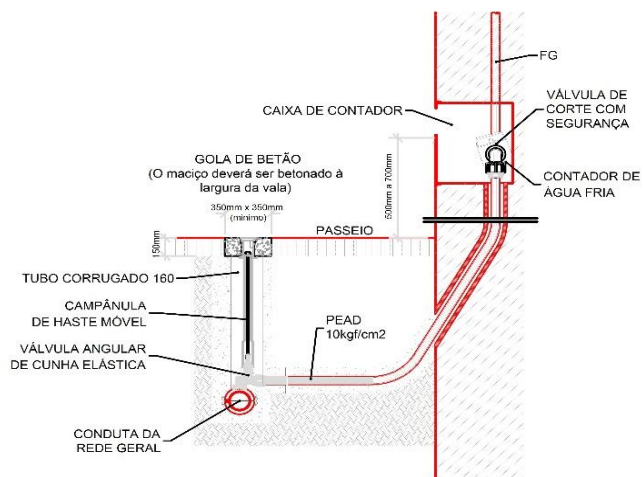 FG
VÁLVULA DE
CORTE COM
SEGURANÇA
CAIXA DE CONTADOR
CONTADOR DE
ÁGUA FRIA
500mm a 700mm
GOLA DE BETÃO
(O maciço deverá ser betonado à
largura da vala)
350mm x 350mm
(mínimo)
PASSEIO
150mm
TUBO CORRUGADO 160
CAMPÂNULA
DE HASTE MÓVEL
PEAD
10kgf/cm2
VÁLVULA ANGULAR
DE CUNHA ELÁSTICA
CONDUTA DA
REDE GERAL